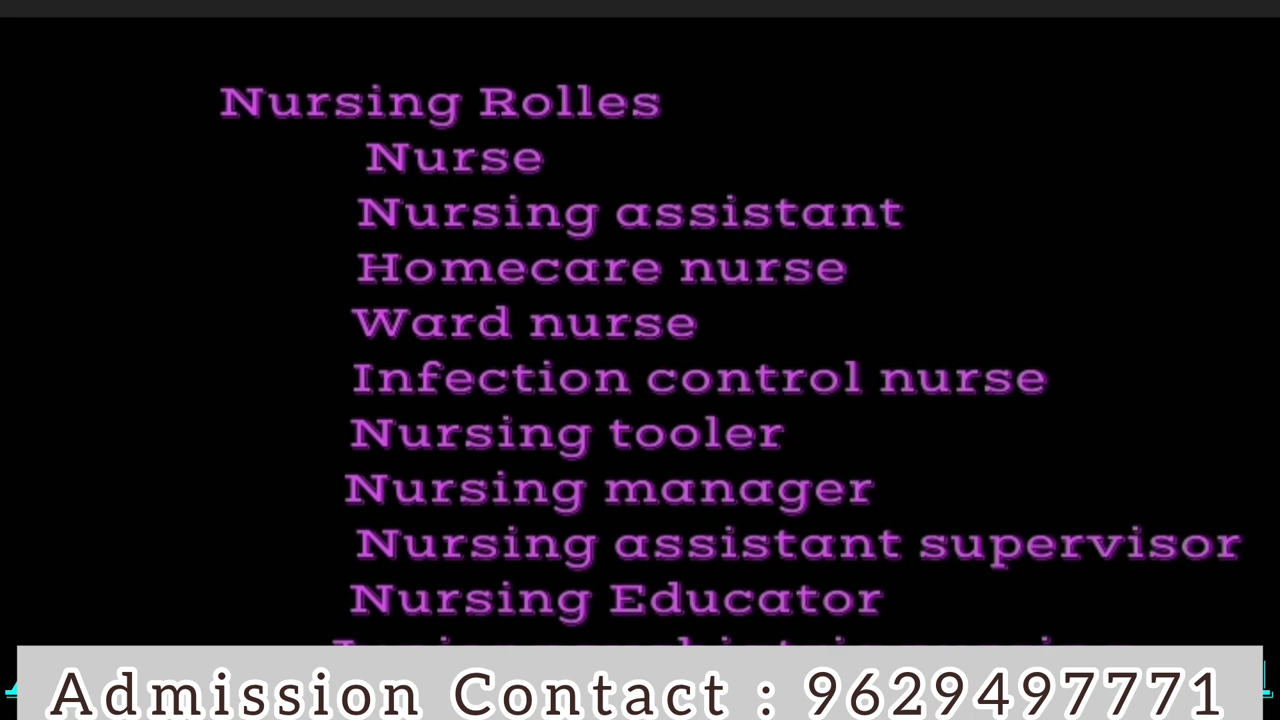 Nursing Rolles
Nurse
Nursing assistant
Homecare nurse
Ward nurse
Infection control nurse
Nursing tooler
Nursing manager
Nursing assistant supervisor
Nursing Educator
Admission Contact : 9629497771